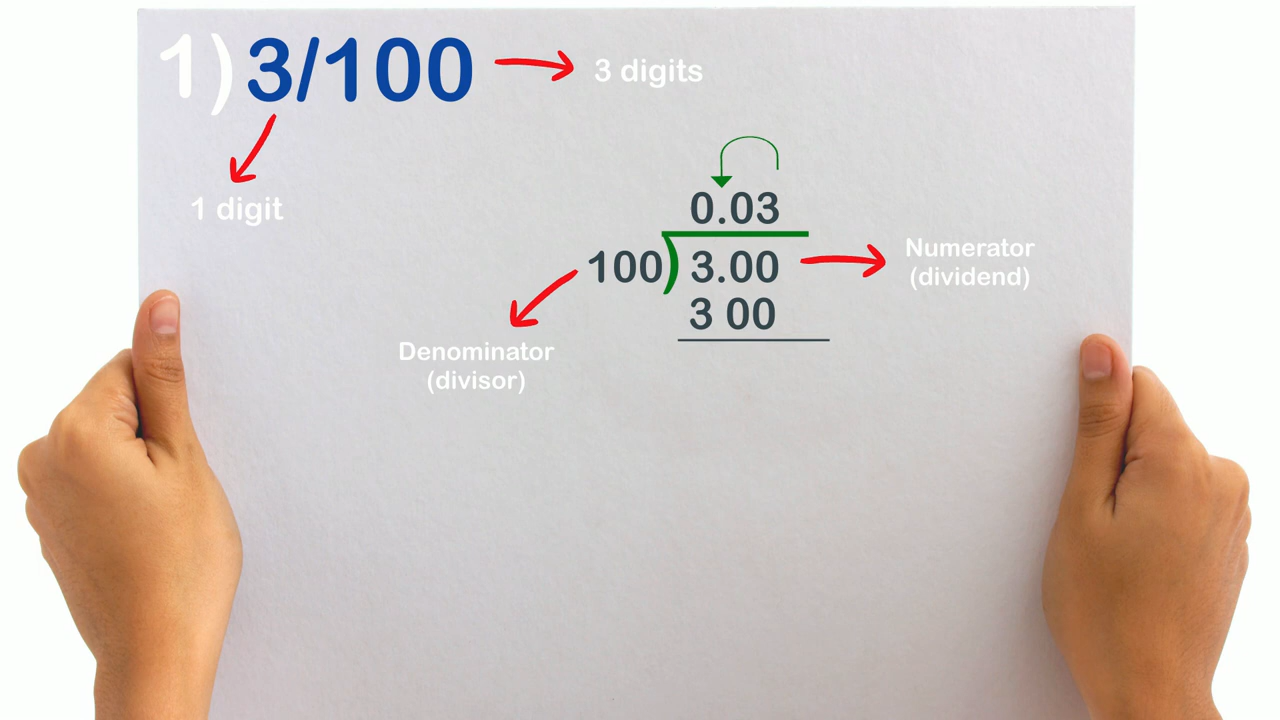 1) 3/100
3 digits
1 digit
0.03
100)3.00
3 00
Numerator
(dividend)
Denominator
(divisor)